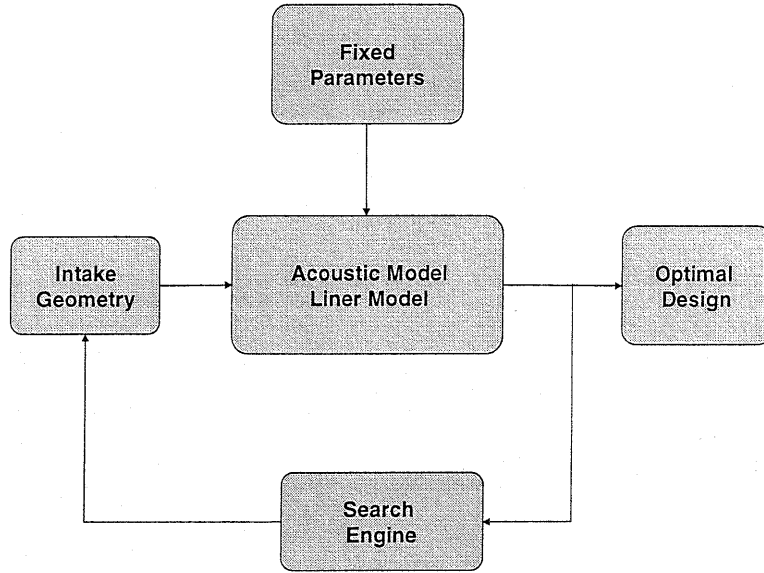 Fixed
Parameters
Intake
Geometry
Acoustic Model
Liner Model
Optimal
Design
Search
Engine